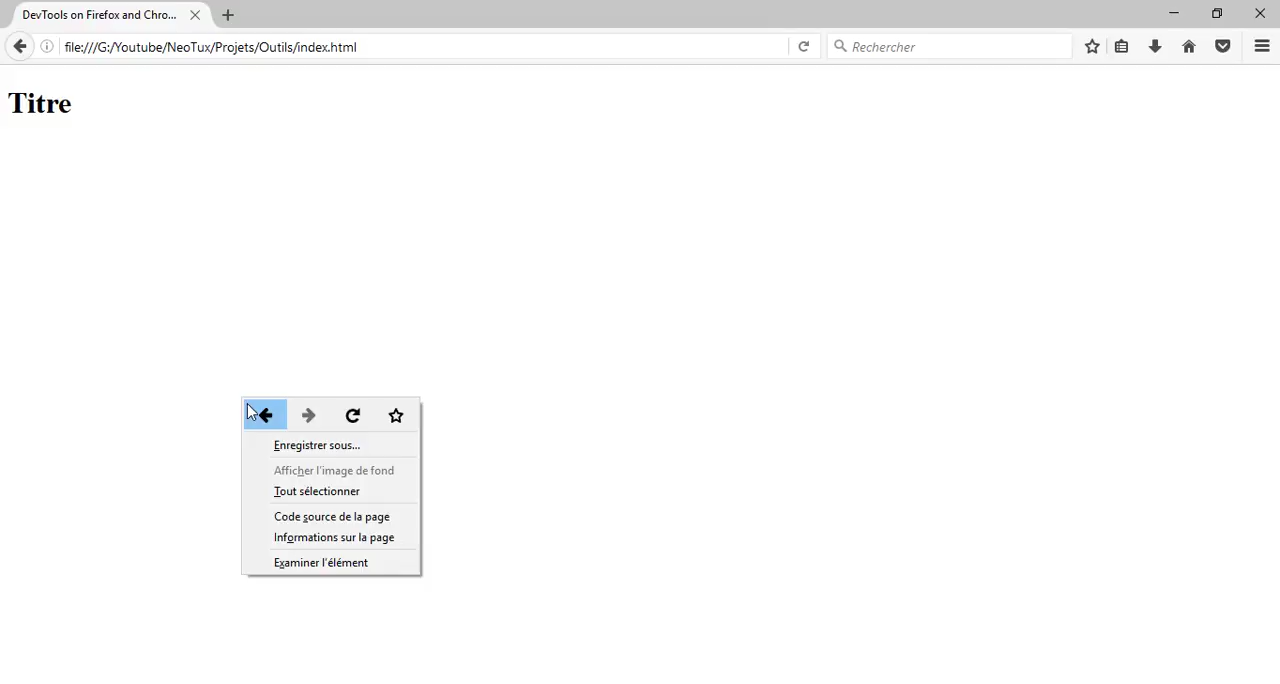 DevTools on Firefox and Chro...
file:///G:/Youtube/NeoTux/Projets/Outils/index.html
Rechercher
Titre
Enregistrer sous...
Afficher l'image de fond
Tout sélectionner
Code source de la page
Informations sur la page
Examiner l'élément